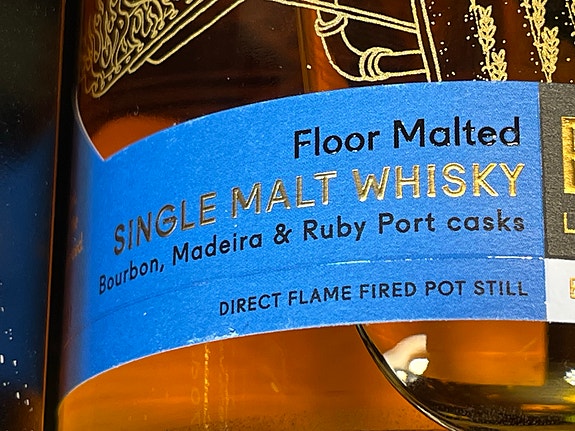 Floor Malted
SINGLE MALT WHISKY
Bourbon, Madeira & Ruby Port casks
DIRECT FLAME FIRED POT STILL